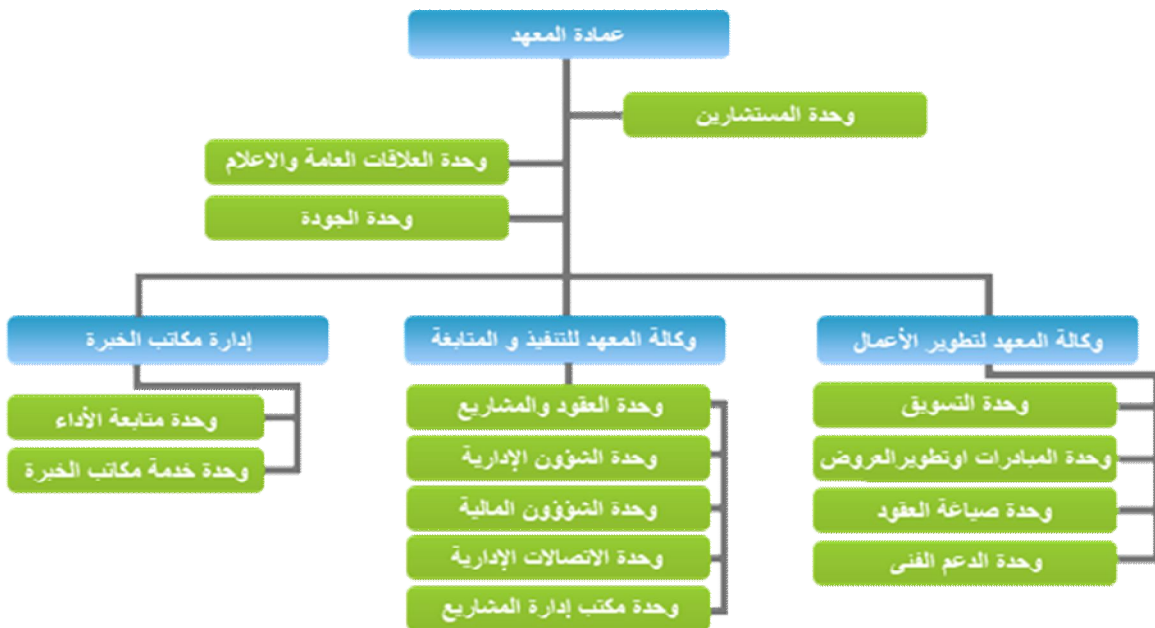 عمادة المعهد
وحدة المستشارين
وحدة العلاقات العامة والاعلام
وحدة الجودة
وكالة المعهد لتطوير الأعمال
وحدة التسويق
وحدة المبادرات اوتطويرالعروض
وحدة صياغة العقود
وحدة الدعم الفنى
وكالة المعهد للتنفيذ و المتابغة
وحدة العقود والمشاريع
وحدة الشؤون الإدارية
وحدة الشؤوؤن المالية
وحدة الاتصالات الإدارية
وحدة مكتب إدارة المشاريع
إدارة مكاتب الخبرة
وحدة متابعة الأداء
وحدة خدمة مكاتب الخبرة